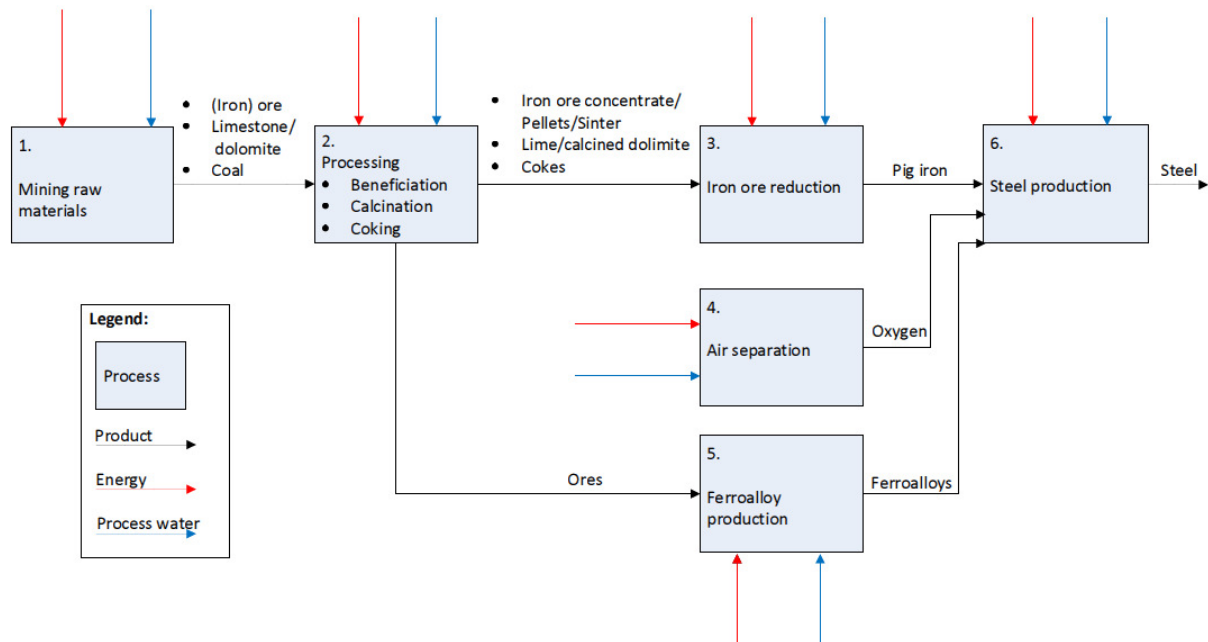 1.
Mining raw
materials
• (Iron) ore
• Limestone/
dolomite
• Coal
2.
Processing
• Beneficiation
• Calcination
• Coking
• Iron ore concentrate/
Pellets/Sinter
• Lime/calcined dolimite
• Cokes
3.
Iron ore reduction
Pig iron
6.
Steel production
Steel
4.
Air separation
Oxygen
Ores
5.
Ferroalloy
production
Ferroalloys
Legend:
Process
Product
Energy
Process water